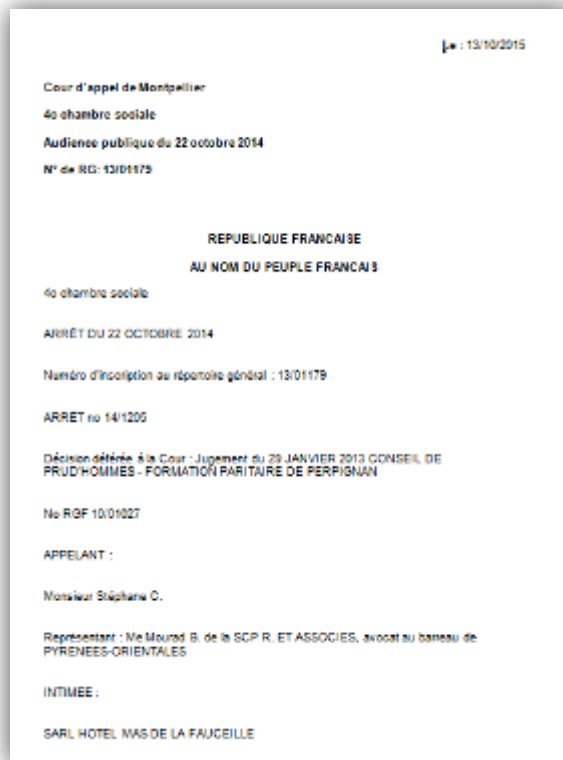 Le : 13/10/2015
Cour d'appel de Montpellier
4o chambre sociale
Audience publique du 22 octobre 2014
N° de RG: 13/01179
REPUBLIQUE FRANCAISE
AU NOM DU PEUPLE FRANCAIS
4o chambre sociale
ARRÊT DU 22 OCTOBRE 2014
Numéro d'inscription au répertoire général : 13/01179
ARRET no 14/1205
Décision déférée à la Cour : Jugement du 29 JANVIER 2013 CONSEIL DE
PRUD'HOMMES - FORMATION PARITAIRE DE PERPIGNAN
No RGF 10/01027
APPELANT :
Monsieur Stéphane C.
Représentant : Me Mourad B. de la SCP R. ET ASSOCIES, avocat au barreau de
PYRENEES-ORIENTALES
INTIMEE :
SARL HOTEL MAS DE LA FAUCEILLE